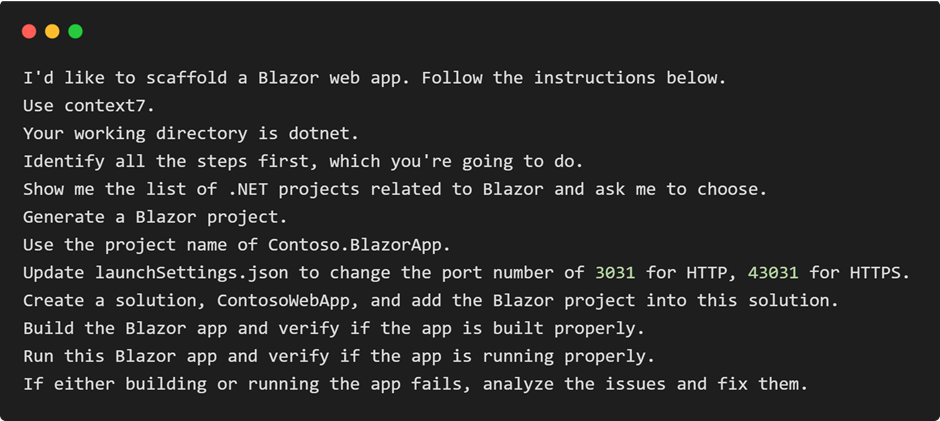 I'd like to scaffold a Blazor web app. Follow the instructions below.
Use context7.
Your working directory is dotnet.
Identify all the steps first, which you're going to do.
Show me the list of .NET projects related to Blazor and ask me to choose.
Generate a Blazor project.
Use the project name of Contoso.BlazorApp.
Update launchSettings.json to change the port number of 3031 for HTTP, 43031 for HTTPS.
Create a solution, ContosoWebApp, and add the Blazor project into this solution.
Build the Blazor app and verify if the app is built properly.
Run this Blazor app and verify if the app is running properly.
If either building or running the app fails, analyze the issues and fix them.